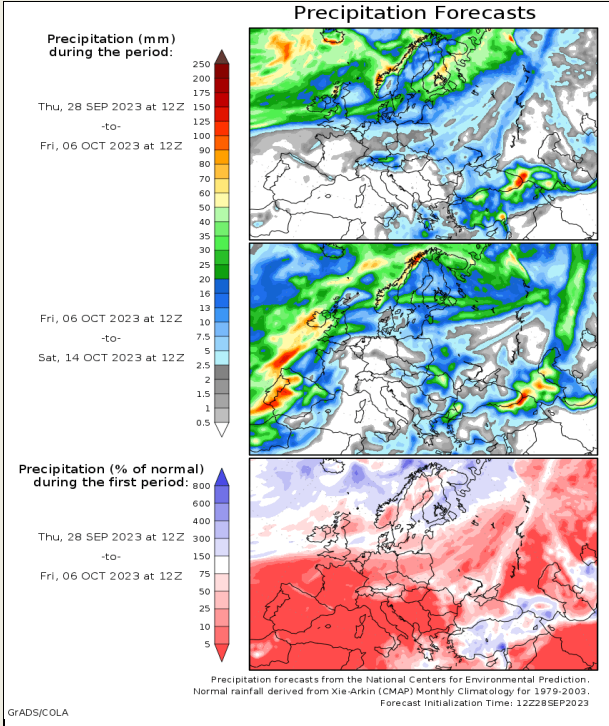 Precipitation Forecasts
Precipitation (mm)
during the period:
Thu, 28 SEP 2023 at 12Z
-to-
Fri, 06 OCT 2023 at 12Z
250
200
175
150
125
100
90
80
70
60
50
40
35
30
25
20
16
13
10
7.5
5
2.5
2
1.5
1
0.5
Fri, 06 OCT 2023 at 12Z
-to-
Sat, 14 OCT 2023 at 12Z
Precipitation (% of normal)
during the first period:
Thu, 28 SEP 2023 at 12Z
-to-
Fri, 06 OCT 2023 at 12Z
800
600
400
300
150
75
50
25
10
5
Precipitation forecasts from the National Centers for Environmental Prediction.
Normal rainfall derived from Xie-Arkin (CMAP) Monthly Climatology for 1979-2003.
Forecast Initialization Time: 12Z28SEP2023
GrADS/COLA